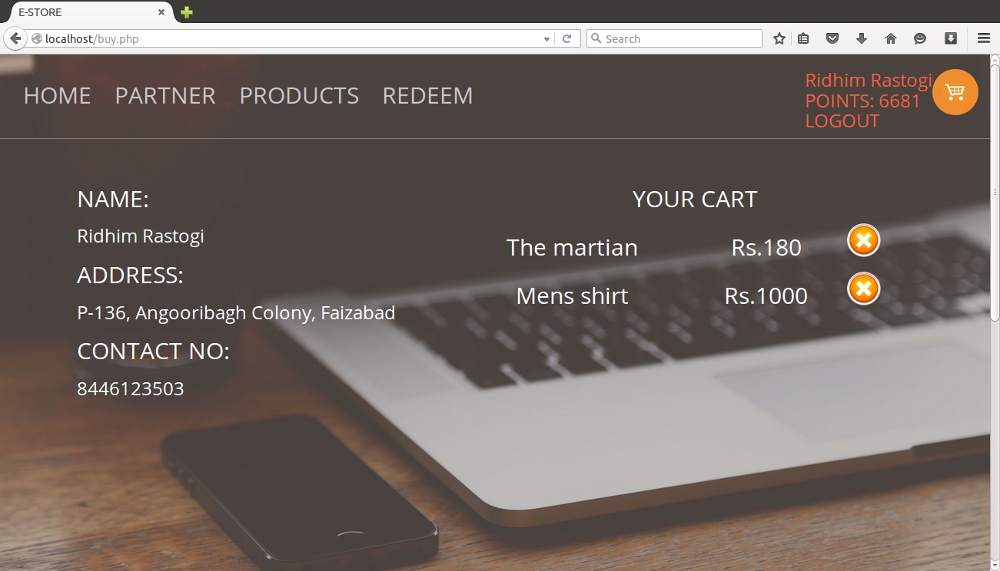 E-STORE
localhost/buy.php
Search
HOME PARTNER PRODUCTS REDEEM
Ridhim Rastogi
POINTS: 6681
LOGOUT
NAME:
Ridhim Rastogi
ADDRESS:
P-136, Angooribagh Colony, Faizabad
CONTACT NO:
8446123503
YOUR CART
The martian Rs.180
Mens shirt Rs.1000